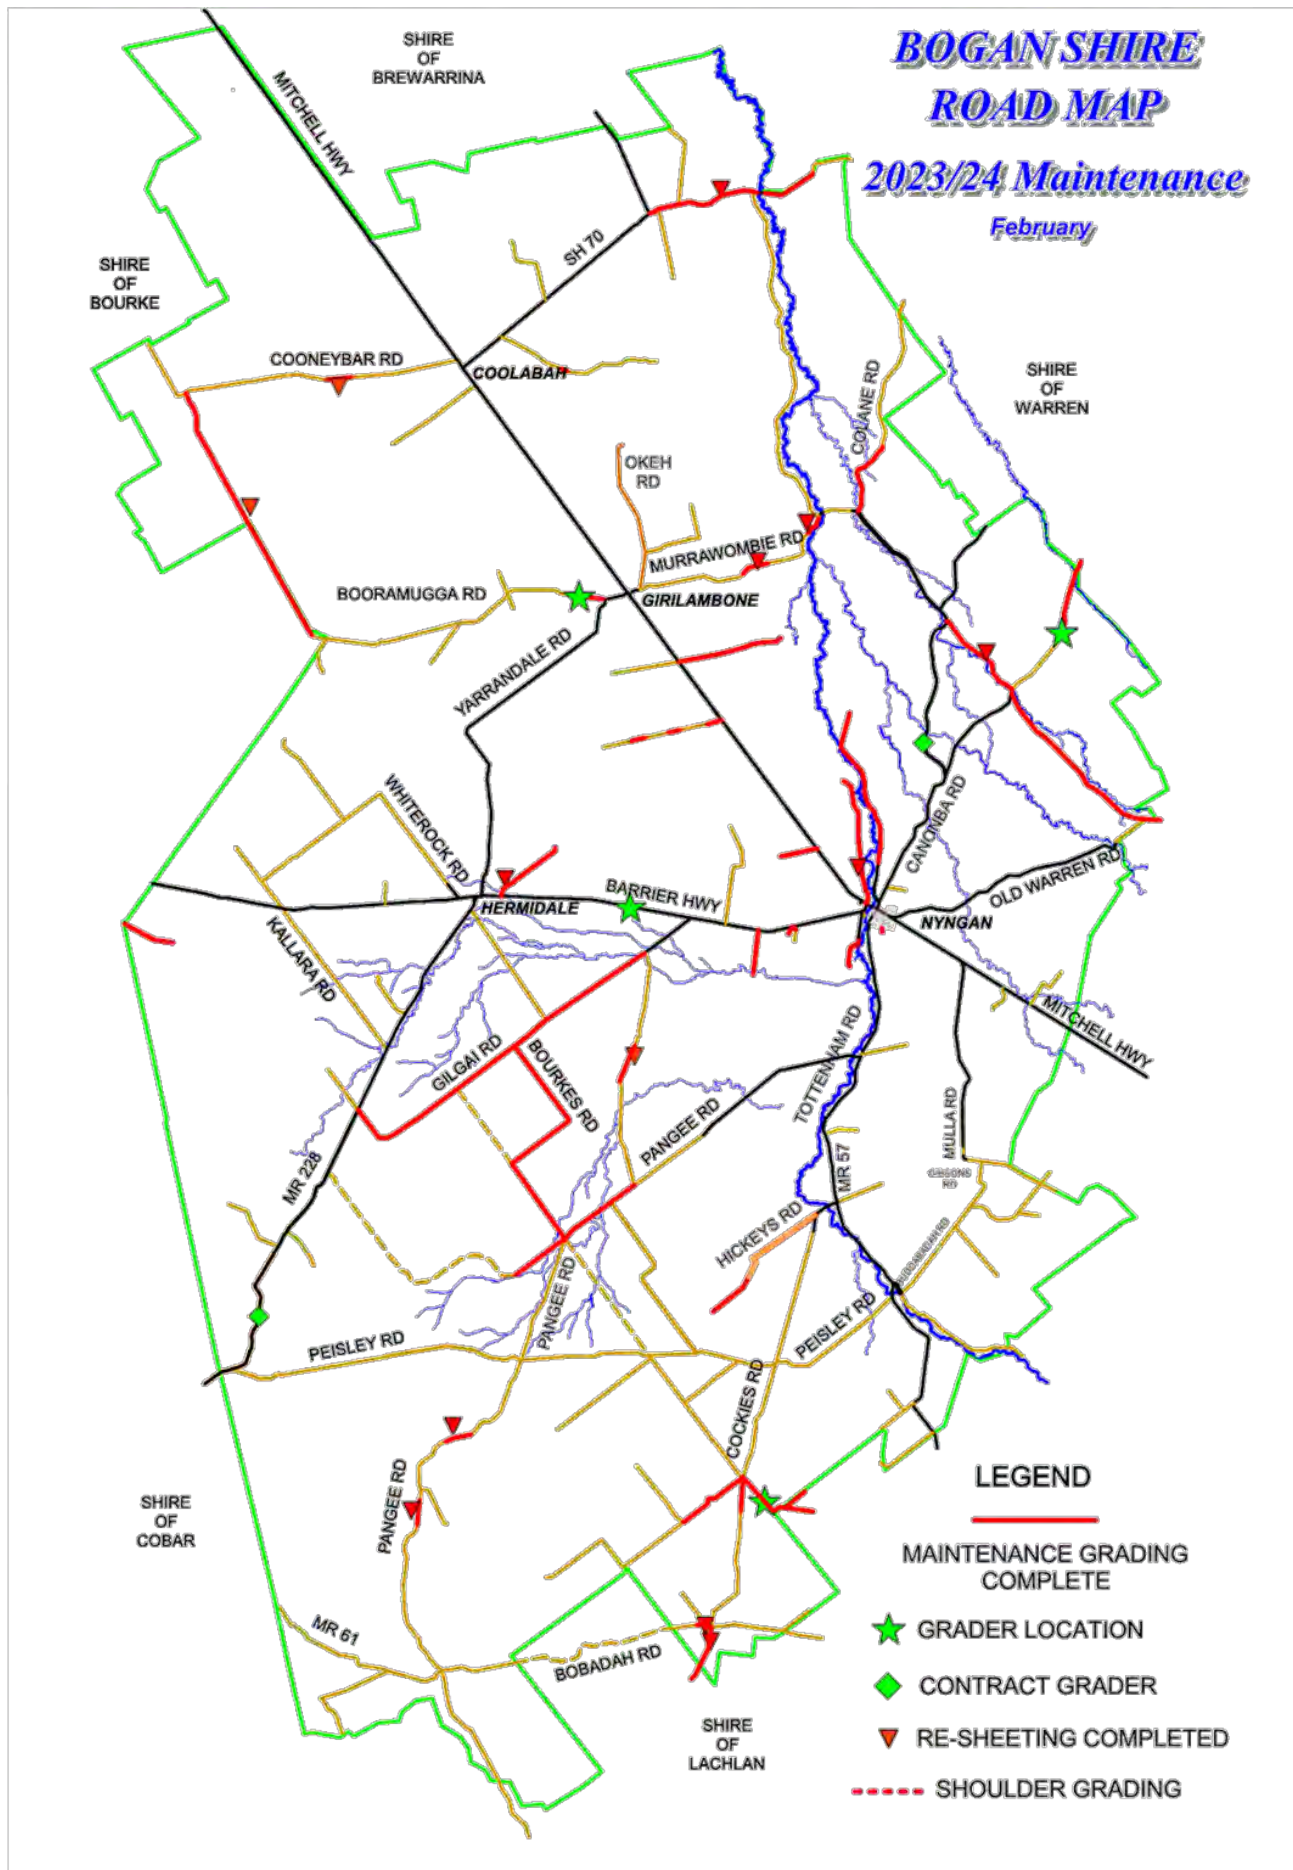 BOGAN SHIRE
ROAD MAP
2023/24 Maintenance
February
SHIRE
OF
BREWARRINA
MITCHELL HWY
SHIRE
OF
BOURKE
SH 70
COONEYBAR RD
COOLABAH
SHIRE
OF
WARREN
COLANE RD
OKEH
RD
MURRAWOMBIE RD
BOORAMUGGA RD
GIRILAMBONE
YARRANDALE RD
WHITEROCK RD
CANONBA RD
BARRIER HWY
OLD WARREN RD
HERMIDALE
NYNGAN
KALLARA RD
MITCHELL HWY
GILGAI RD
BOURKES RD
TOTTENHAM RD
PANGEE RD
MULLA RD
MR 57
MR 228
HICKEYS RD
PANGEE RD
PEISLEY RD
PEISLEY RD
COCKIES RD
PANGEE RD
SHIRE
OF
COBAR
MR 61
BOBADAH RD
SHIRE
OF
LACHLAN
LEGEND
MAINTENANCE GRADING
COMPLETE
GRADER LOCATION
CONTRACT GRADER
RE-SHEETING COMPLETED
SHOULDER GRADING